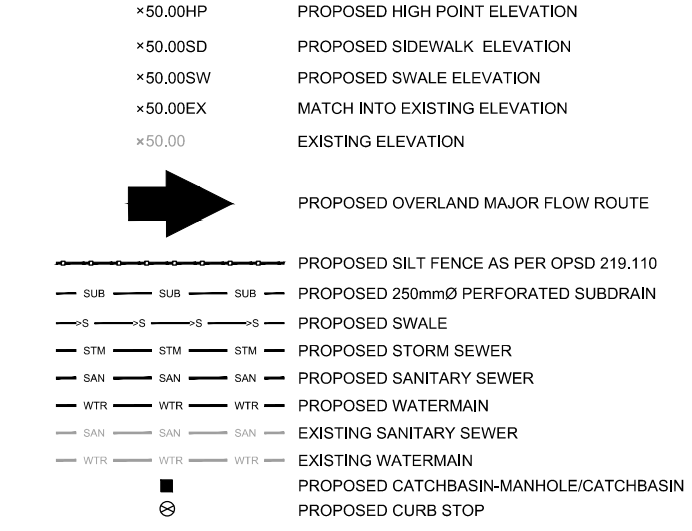 ×50.00HP PROPOSED HIGH POINT ELEVATION
×50.00SD PROPOSED SIDEWALK ELEVATION
×50.00SW PROPOSED SWALE ELEVATION
×50.00EX MATCH INTO EXISTING ELEVATION
×50.00 EXISTING ELEVATION
PROPOSED OVERLAND MAJOR FLOW ROUTE
PROPOSED SILT FENCE AS PER OPSD 219.110
SUB SUB SUB PROPOSED 250mmØ PERFORATED SUBDRAIN
>S >S >S >S PROPOSED SWALE
STM STM STM PROPOSED STORM SEWER
SAN SAN SAN PROPOSED SANITARY SEWER
WTR WTR WTR PROPOSED WATERMAIN
SAN SAN SAN EXISTING SANITARY SEWER
WTR WTR WTR EXISTING WATERMAIN
PROPOSED CATCHBASIN-MANHOLE/CATCHBASIN
PROPOSED CURB STOP